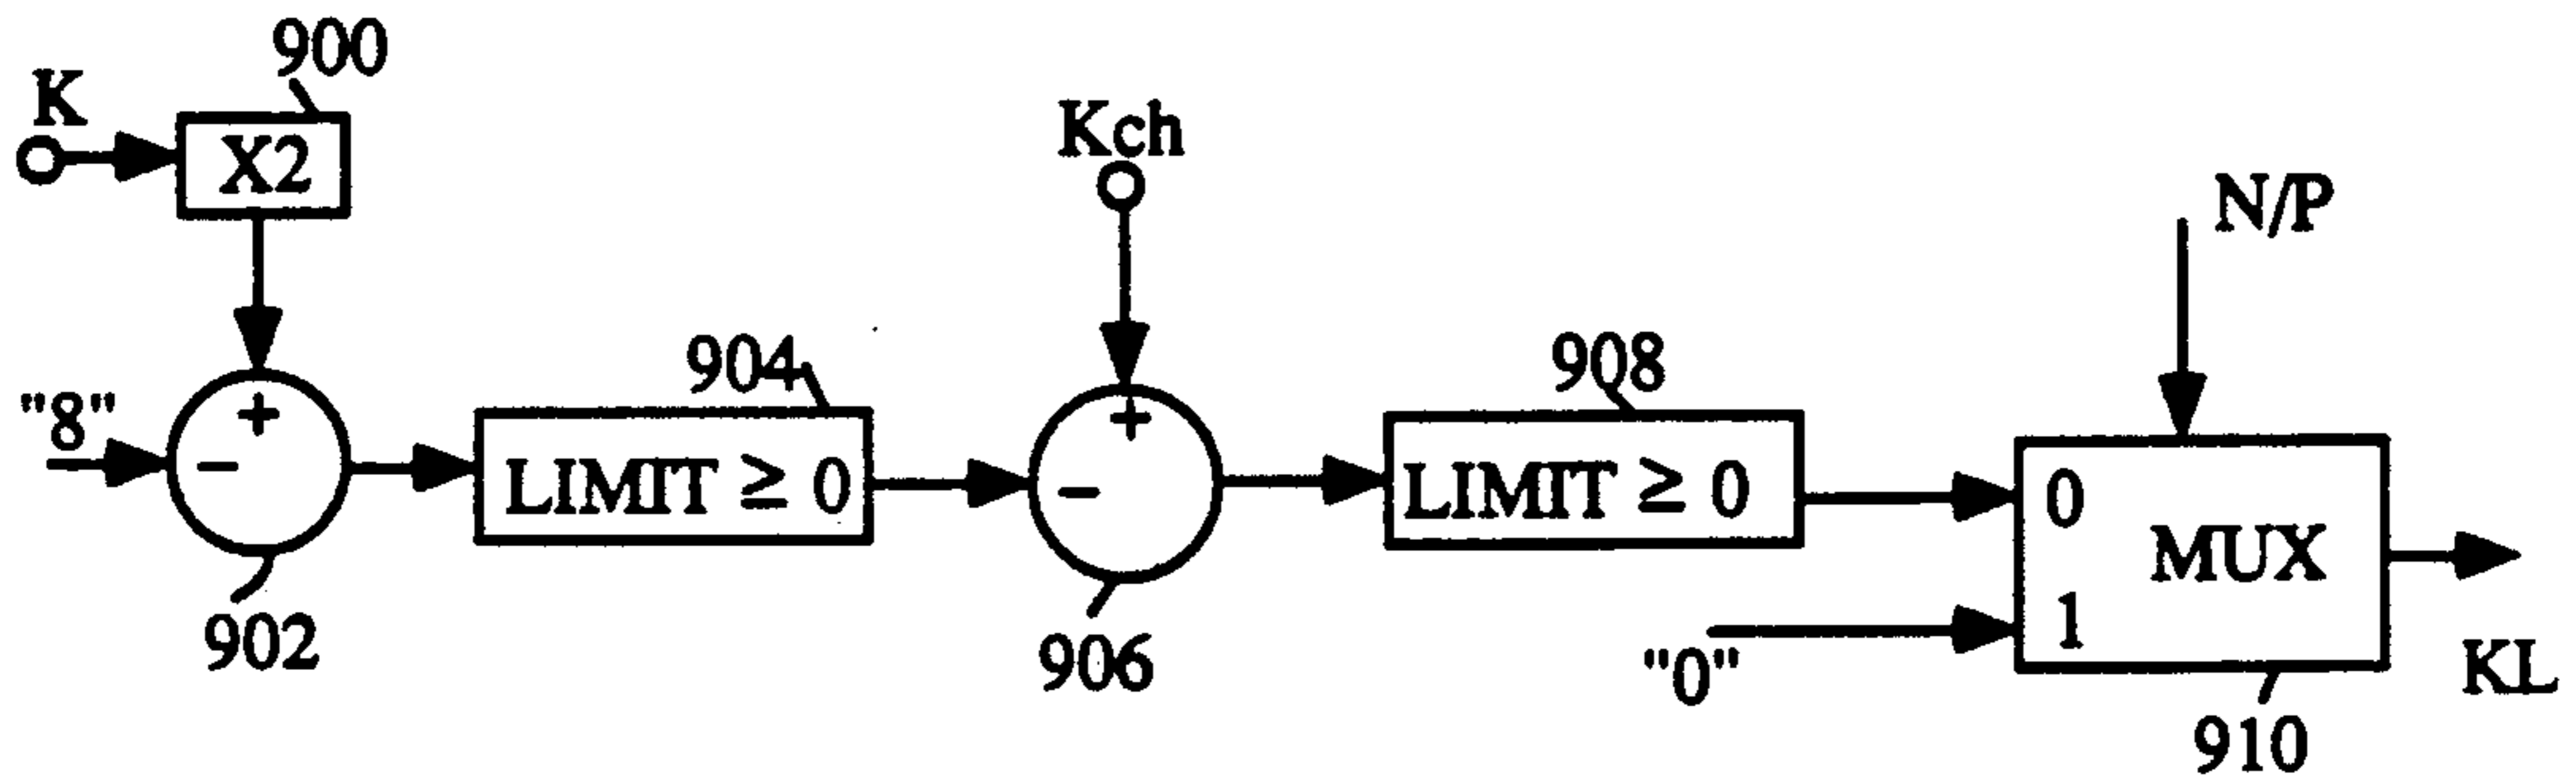 900
K
X2
Kch
N/P
"8"
+
−
904
LIMIT ≥ 0
+
−
908
LIMIT ≥ 0
0
MUX
1
"0"
KL
902
906
910